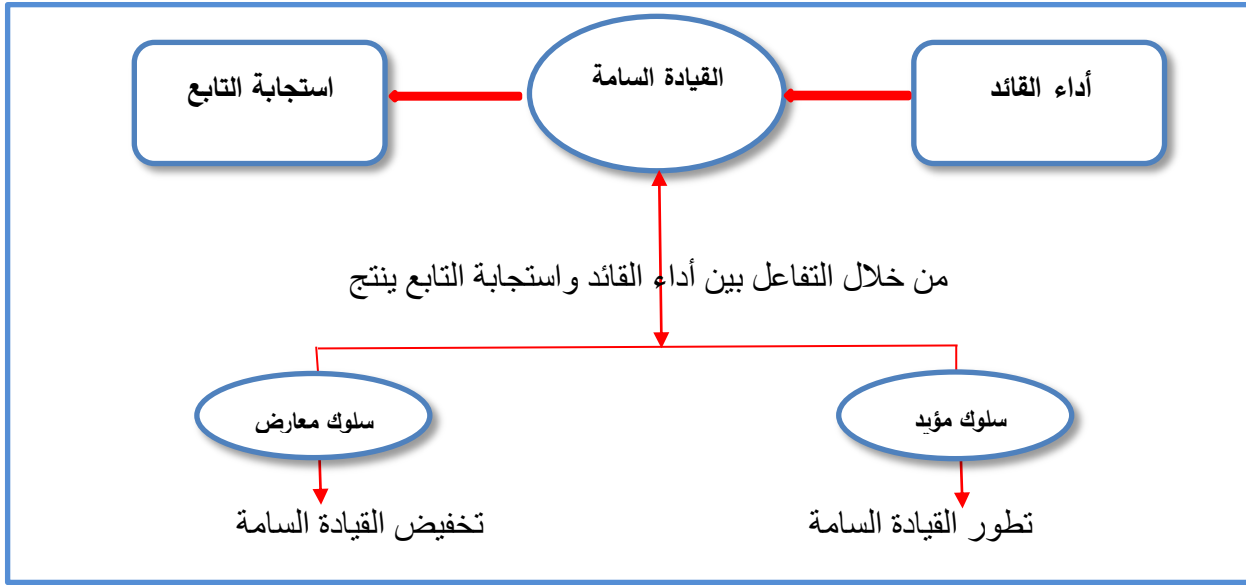 أداء القائد
القيادة السامة
استجابة التابع
من خلال التفاعل بين أداء القائد واستجابة التابع ينتج
سلوك مؤيد
سلوك معارض
تطور القيادة السامة
تخفيض القيادة السامة